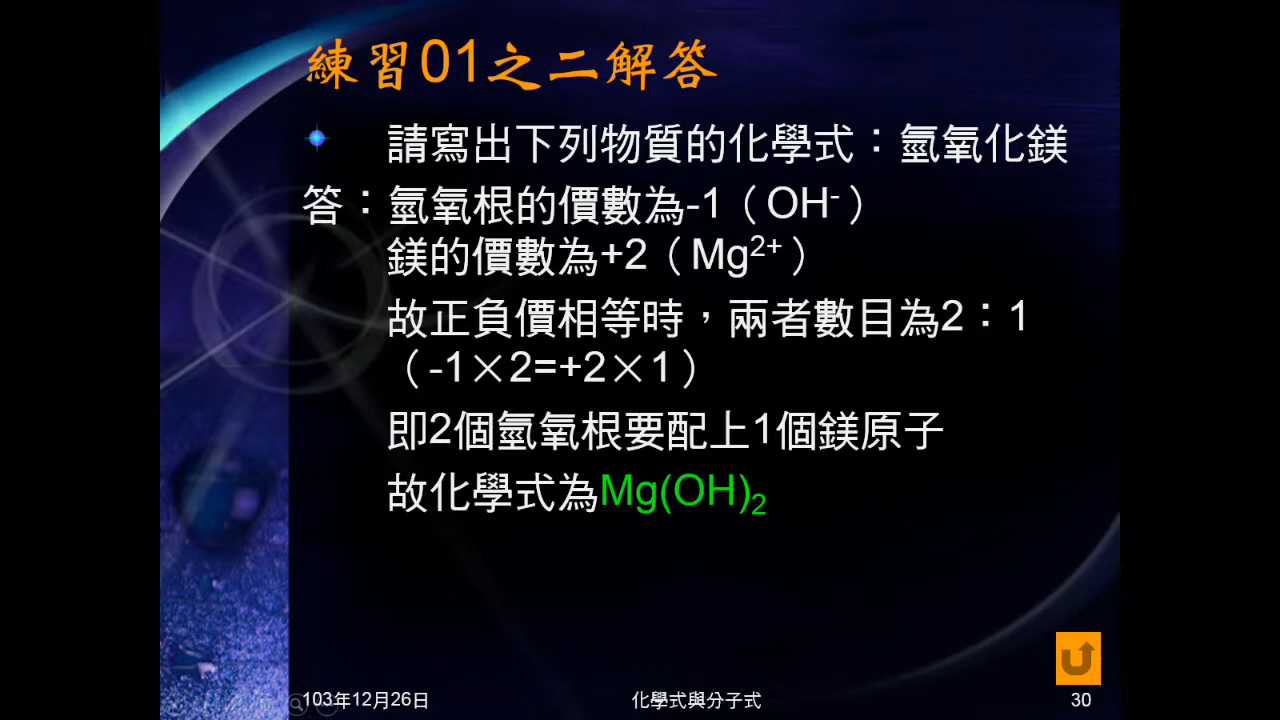 練習01之二解答
請寫出下列物質的化學式：氫氧化鎂
答：氫氧根的價數為-1（OH⁻）
鎂的價數為+2（Mg²⁺）
故正負價相等時，兩者數目為2：1
（-1×2=+2×1）
即2個氫氧根要配上1個鎂原子
故化學式為Mg(OH)₂
103年12月26日
化學式與分子式
30